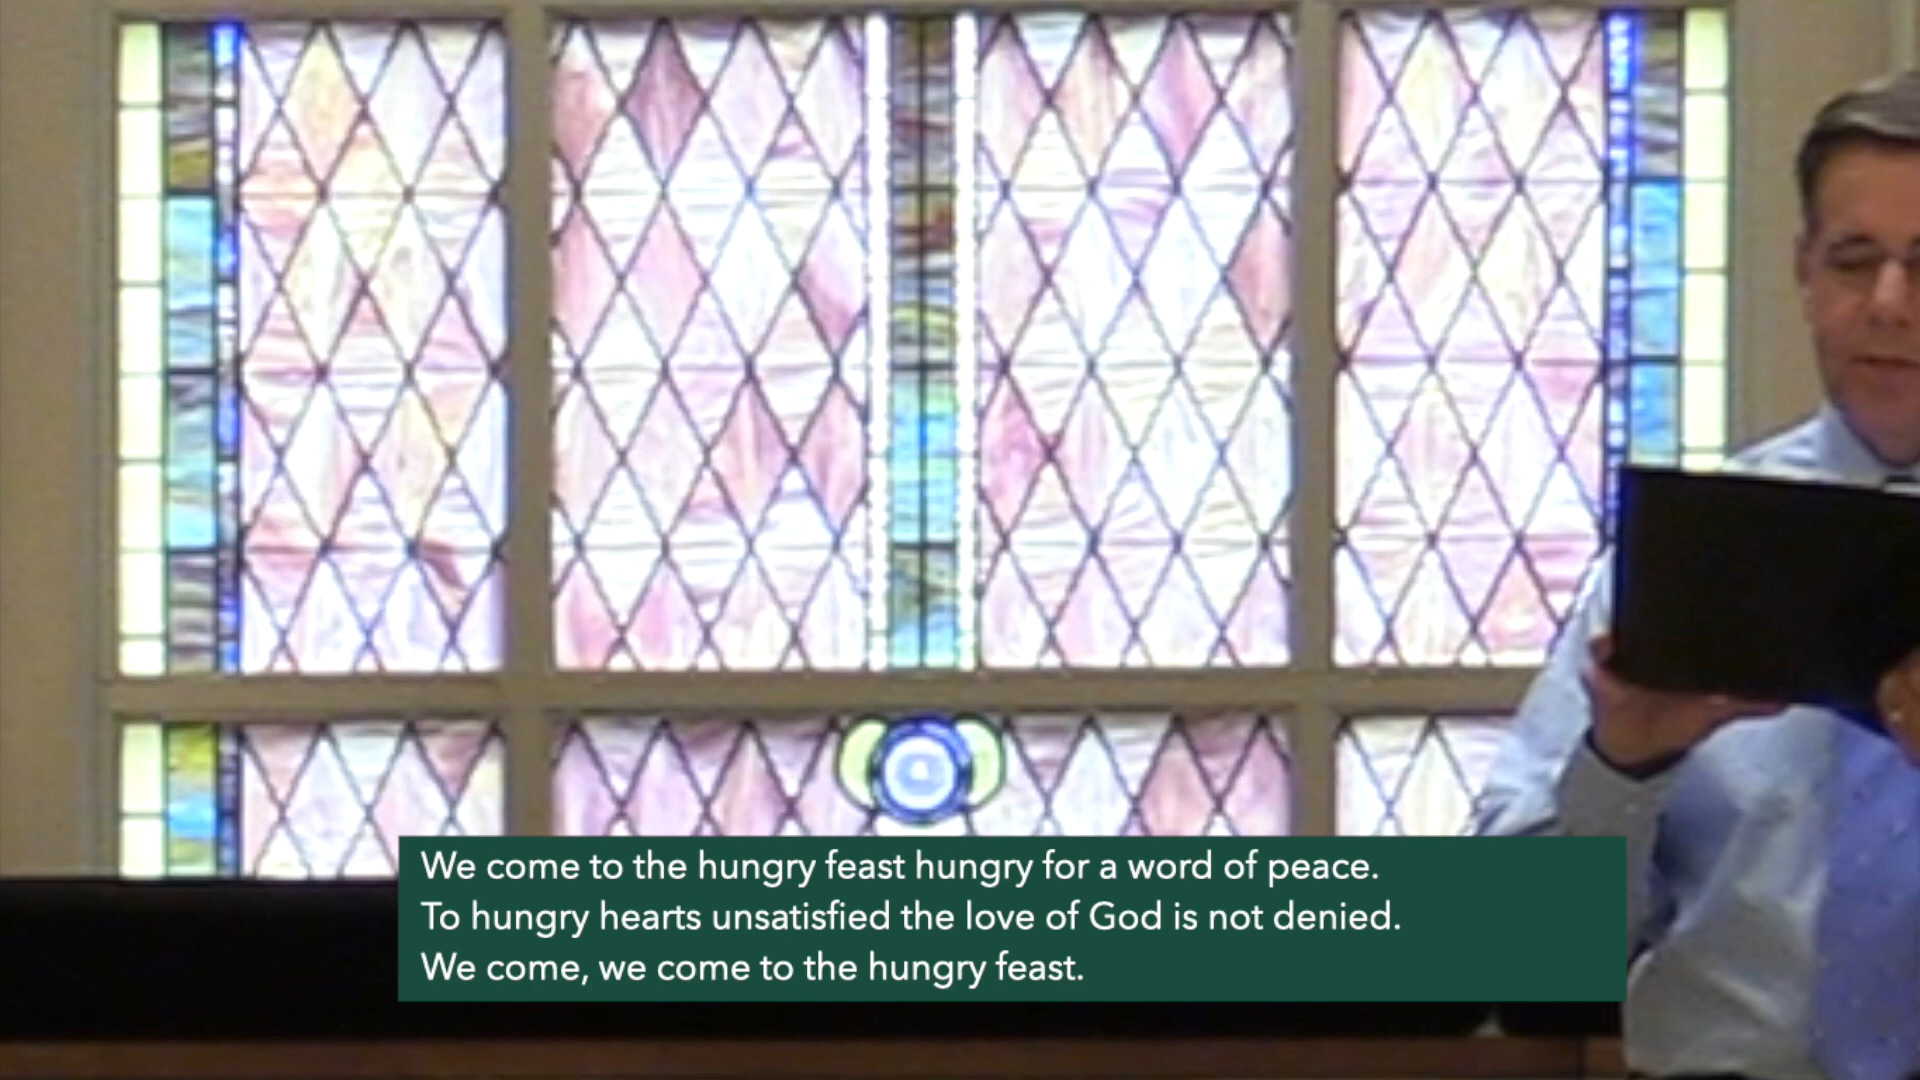 We come to the hungry feast hungry for a word of peace.
To hungry hearts unsatisfied the love of God is not denied.
We come, we come to the hungry feast.